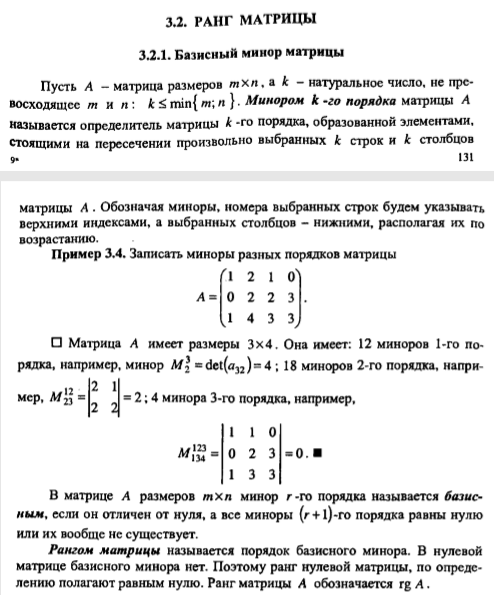 3.2. РАНГ МАТРИЦЫ
3.2.1. Базисный минор матрицы
Пусть A – матрица размеров m×n, а k – натуральное число, не пре-
восходящее m и n: k ≤ min{m; n}. Минором k-го порядка матрицы A
называется определитель матрицы k-го порядка, образованной элементами,
стоящими на пересечении произвольно выбранных k строк и k столбцов
9* 131
матрицы A. Обозначая миноры, номера выбранных строк будем указывать
верхними индексами, а выбранных столбцов – нижними, располагая их по
возрастанию.
Пример 3.4. Записать миноры разных порядков матрицы
A = (1 2 1 0
0 2 2 3
1 4 3 3).
□ Матрица A имеет размеры 3×4. Она имеет: 12 миноров 1-го по-
рядка, например, минор M₂³ = det(a₃₂) = 4; 18 миноров 2-го порядка, напри-
мер, M₂₃¹² = |2 1
2 2| = 2; 4 минора 3-го порядка, например,
M₁₃₄¹²³ = |1 1 0
0 2 3
1 3 3| = 0. ■
В матрице A размеров m×n минор r-го порядка называется базис-
ным, если он отличен от нуля, а все миноры (r+1)-го порядка равны нулю
или их вообще не существует.
Рангом матрицы называется порядок базисного минора. В нулевой
матрице базисного минора нет. Поэтому ранг нулевой матрицы, по опреде-
лению полагают равным нулю. Ранг матрицы A обозначается rg A.